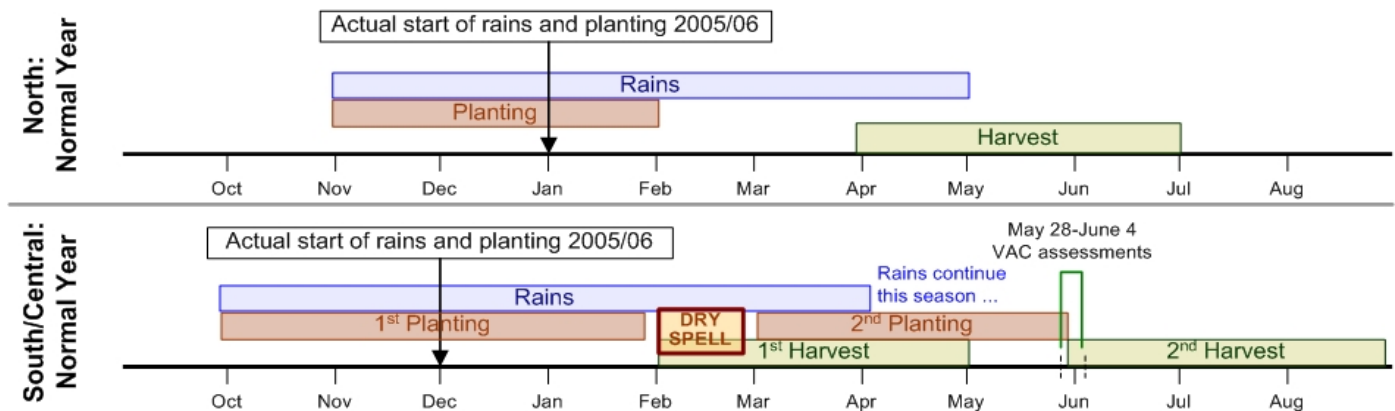 North:
Normal Year
Actual start of rains and planting 2005/06
Rains
Planting
Harvest
Oct Nov Dec Jan Feb Mar Apr May Jun Jul Aug
South/Central:
Normal Year
Actual start of rains and planting 2005/06
May 28-June 4
VAC assessments
Rains
Rains continue
this season ...
1st Planting
DRY
SPELL
2nd Planting
1st Harvest
2nd Harvest
Oct Nov Dec Jan Feb Mar Apr May Jun Jul Aug